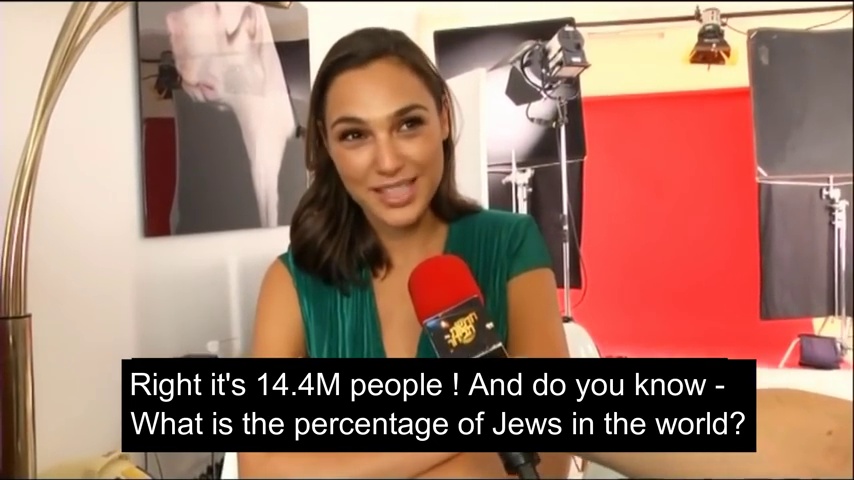 Right it's 14.4M people ! And do you know -
What is the percentage of Jews in the world?